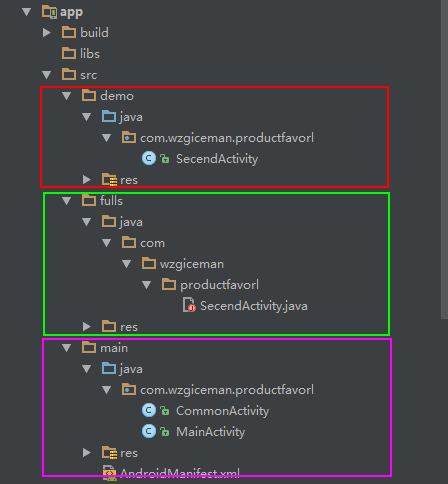 app
build
libs
src
demo
java
com.wzgiceman.productfavorl
SecendActivity
res
fulls
java
com
wzgiceman
productfavorl
SecendActivity.java
res
main
java
com.wzgiceman.productfavorl
CommonActivity
MainActivity
res
AndroidManifest.xml